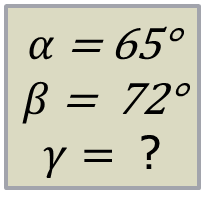 α = 65°
β = 72°
γ = ?